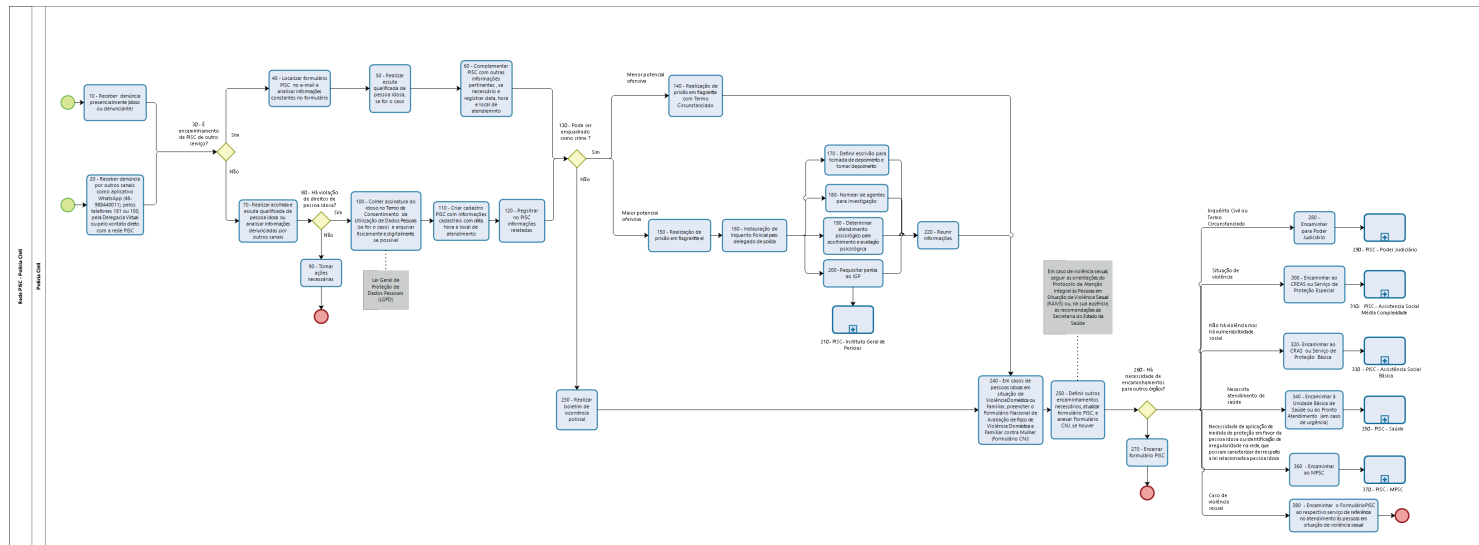 Rede PISC - Polícia Civil
Polícia Civil
10 - Receber denúncia
presencialmente (idoso
ou denunciante)
20 - Receber denúncia
por outros canais
como aplicativo
WhatsApp (48-
988440011), pelos
telefones 181 ou 100,
pela Delegacia Virtual
ou pelo contato direto
com a rede PISC
30 - É
encaminhamento
de PISC de outro
serviço?
Sim
Não
40 - Localizar formulário
PISC no e-mail e
analisar informações
constantes no formulário
50 - Realizar
escuta
qualificada de
pessoa idosa,
se for o caso
60 - Complementar
PISC com outras
informações
pertinentes, se
necessário e
registrar data, hora
e local de
atendiemnto
70 - Realizar acolhida e
escuta qualificada de
pessoa idosa ou
analisar informações
denunciadas por
outros canais
80 - Há violação
de direitos de
pessoa idosa?
Sim
Não
90 - Tomar
ações
necessárias
100 - Colher assinatura do
idoso no Termo de
Consentimento de
Utilização de Dados Pessoais
(se for o caso) e arquivar
fisicamente e digitalmente,
se possível
Lei Geral de
Proteção de
Dados Pessoais
(LGPD)
110 - Criar cadastro
PISC com informações
cadastrais com data,
hora e local de
atendimento
120 - Registrar
no PISC
informações
relatadas
130 - Pode ser
enquadrado
como crime ?
Sim
Não
Menor potencial
ofensivo
140 - Realização de
prisão em flagrante
com Termo
Circunstanciado
Maior potencial
ofensivo
150 - Realização de
prisão em flagrante e
160 - Instauração de
Inquerito Policial pelo
delegado de polícia
170 - Definir escrivão para
tomada de depoimento e
tomar depoimento
180- Nomear de agentes
para investigação
190 - Determinar
atendimento
psicológico para
acolhimento e avaliação
psicológica
200 - Requisitar perícia
ao IGP
210- PISC - Instituto Geral de
Perícias
220 - Reunir
informações
230 - Realizar
boletim de
ocorrência
policial
240 - Em casos de
pessoas idosas em
situação de
Violência Doméstica ou
Familiar, preencher o
Formulário Nacional de
Avaliação de Risco de
Violência Doméstica e
Familiar contra Mulher
(Formulário CNJ)
Em caso de violência sexual,
seguir as orientações do
Protocolo de Atenção
Integral às Pessoas em
Situação de Violência Sexual
(RAIVS) ou, na sua ausência,
as recomendações da
Secretaria do Estado da
Saúde
250 - Definir outros
encaminhamentos
necessários, atualizar
formulário PISC, e
anexar Formulário
CNJ, se houver
260 - Há
necessidade de
encaminhamentos
para outros órgãos?
270 - Encerrar
formulário PISC
Inquérito Civil ou
Termo
Circunstanciado
280 -
Encaminhar
para Poder
Judiciário
290 - PISC - Poder Judiciário
Situação de
violência
300 - Encaminhar ao
CREAS ou Serviço de
Proteção Especial
310 - PISC - Assistencia Social
Média Complexidade
Não há violência mas
há vulnerabilidade
social
320- Encaminhar ao
CRAS ou Serviço de
Proteção Básica
330 - PISC - Assistência Social
Básica
Necessita
atendimento de
saúde
340 - Encaminhar à
Unidade Básica de
Saúde ou ao Pronto
Atendimento (em caso
de urgência)
350 - PISC - Saúde
Necessidade de aplicação de
medida de proteção em favor da
pessoa idosa ou identificação de
irregularidade na rede, que
possam caracterizar desrespeito
a lei relacionada a pessoa idosa
360 - Encaminhar
ao MPSC
370 - PISC - MPSC
Caso de
violência
sexual
380 - Encaminhar o Formulário PISC
ao respectivo serviço de referência
no atendimento às pessoas em
situação de violência sexual